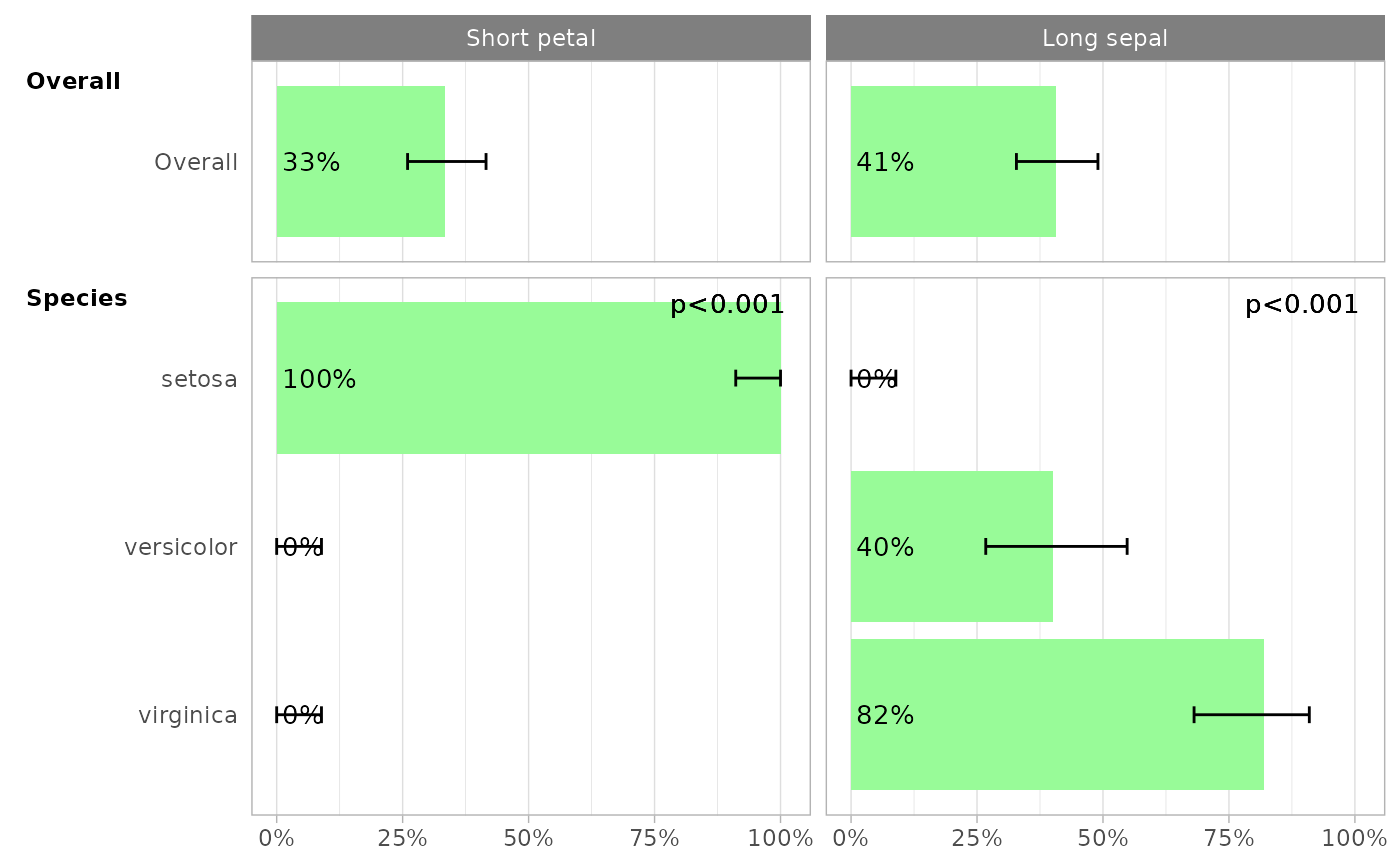 Short petal
Long sepal
Overall
Overall
33%
41%
Species
p<0.001
p<0.001
setosa
100%
0%
versicolor
0%
40%
virginica
0%
82%
0% 25% 50% 75% 100%
0% 25% 50% 75% 100%